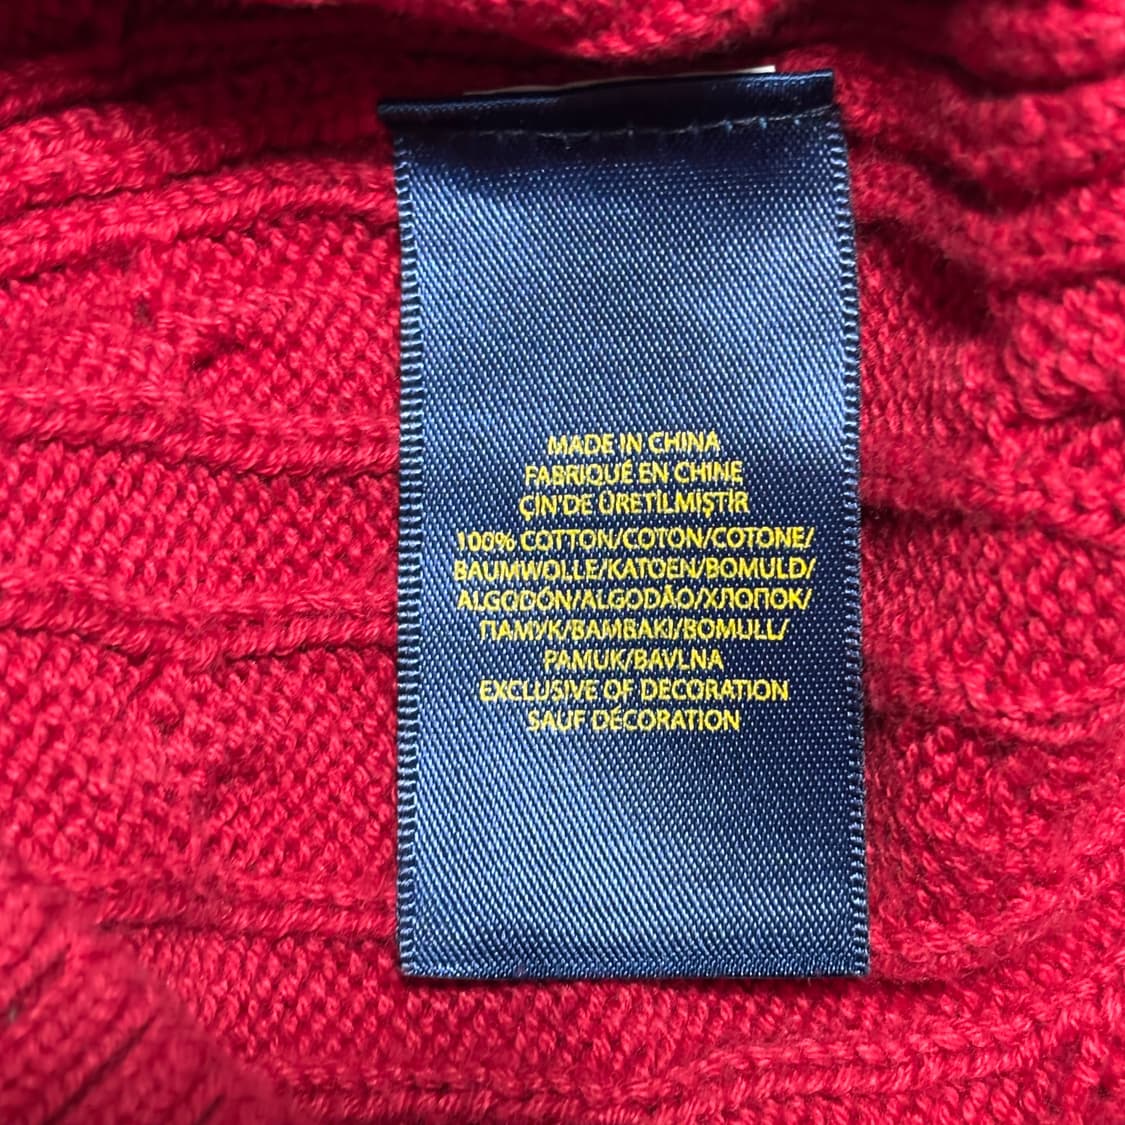 MADE IN CHINA
FABRIQUÉ EN CHINE
ÇİN'DE ÜRETİLMİŞTİR
100% COTTON/COTON/COTONE/
BAUMWOLLE/KATOEN/BOMULD/
ALGODÓN/ALGODÃO/ХЛОПОК/
ПАМУК/BAMBAKI/BOMULL/
PAMUK/BAVLNA
EXCLUSIVE OF DECORATION
SAUF DÉCORATION